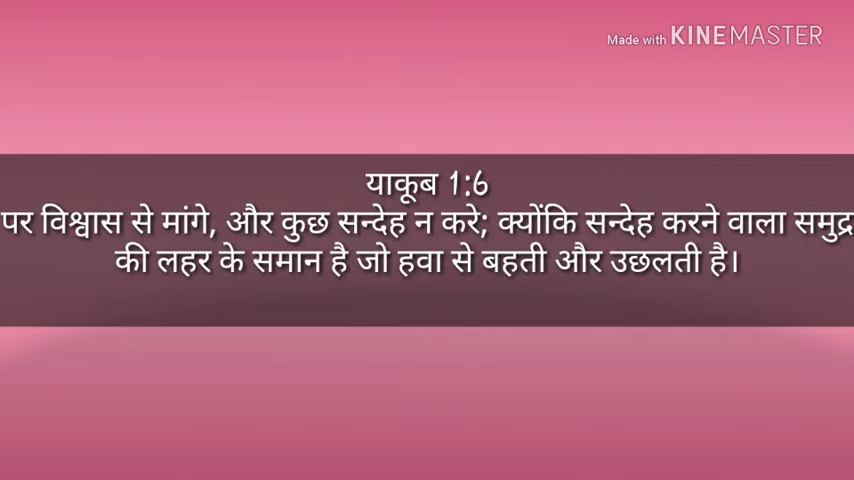 Made with KINEMASTER
याकूब 1:6
पर विश्वास से मांगे, और कुछ सन्देह न करे; क्योंकि सन्देह करने वाला समुद्र
की लहर के समान है जो हवा से बहती और उछलती है।